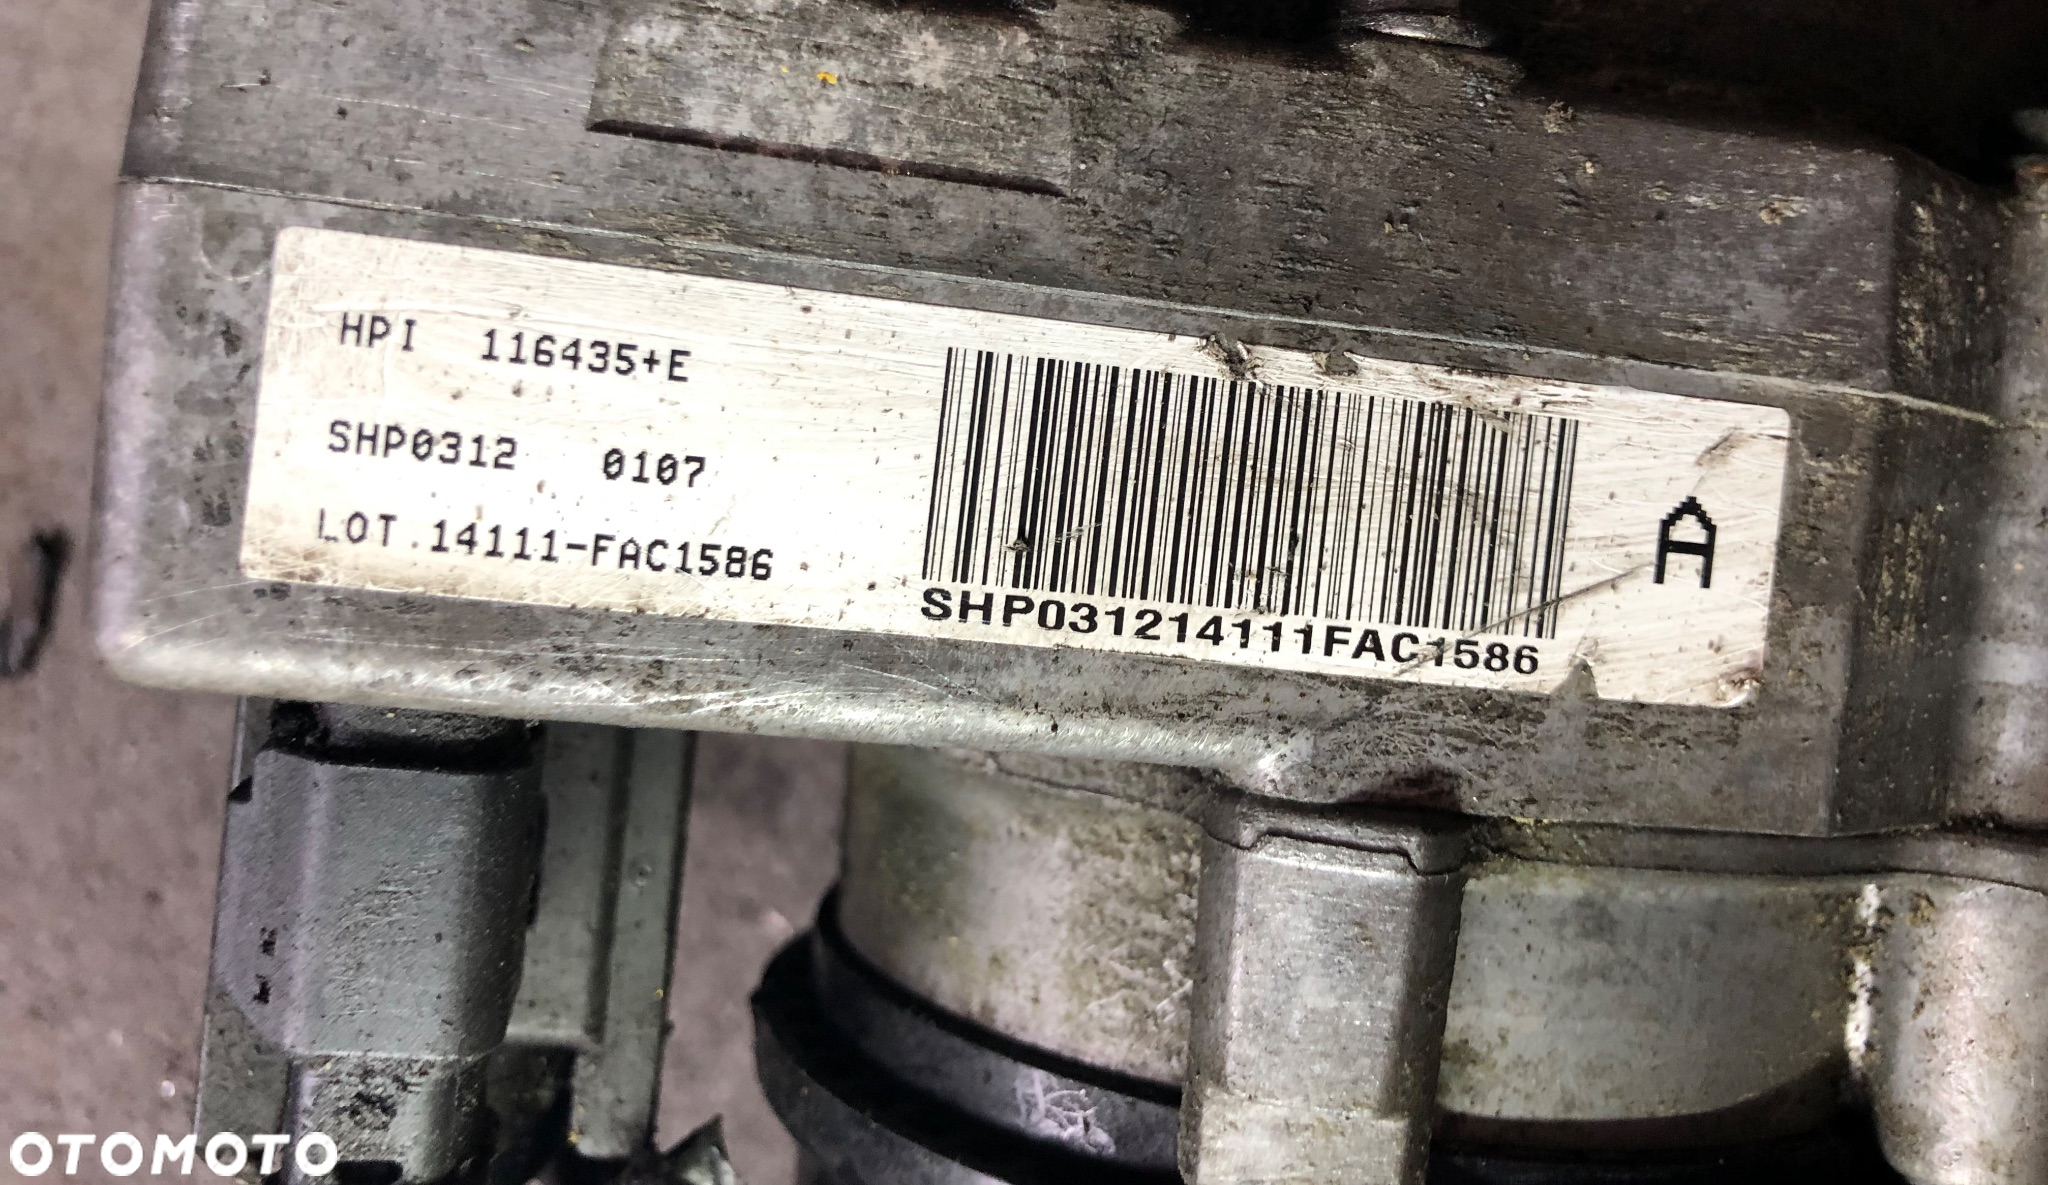 HPI 116435+E
SHP0312 0107
LOT.14111-FAC1586
SHP031214111FAC1586
A
OTOMOTO